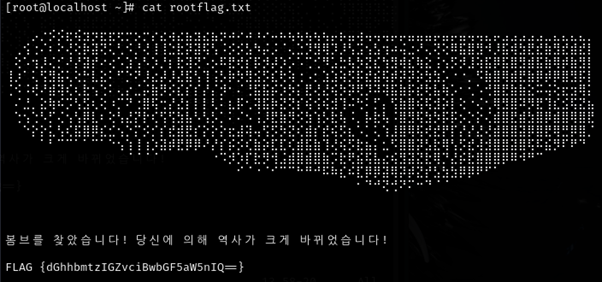 [root@localhost ~]# cat rootflag.txt
봄브를 찾았습니다! 당신에 의해 역사가 크게 바뀌었습니다!
FLAG {dGhhbmtzIGZvciBwbGF5aW5nIQ==}